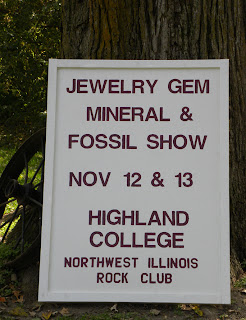 JEWELRY GEM
MINERAL &
FOSSIL SHOW
NOV 12 & 13
HIGHLAND
COLLEGE
NORTHWEST ILLINOIS
ROCK CLUB